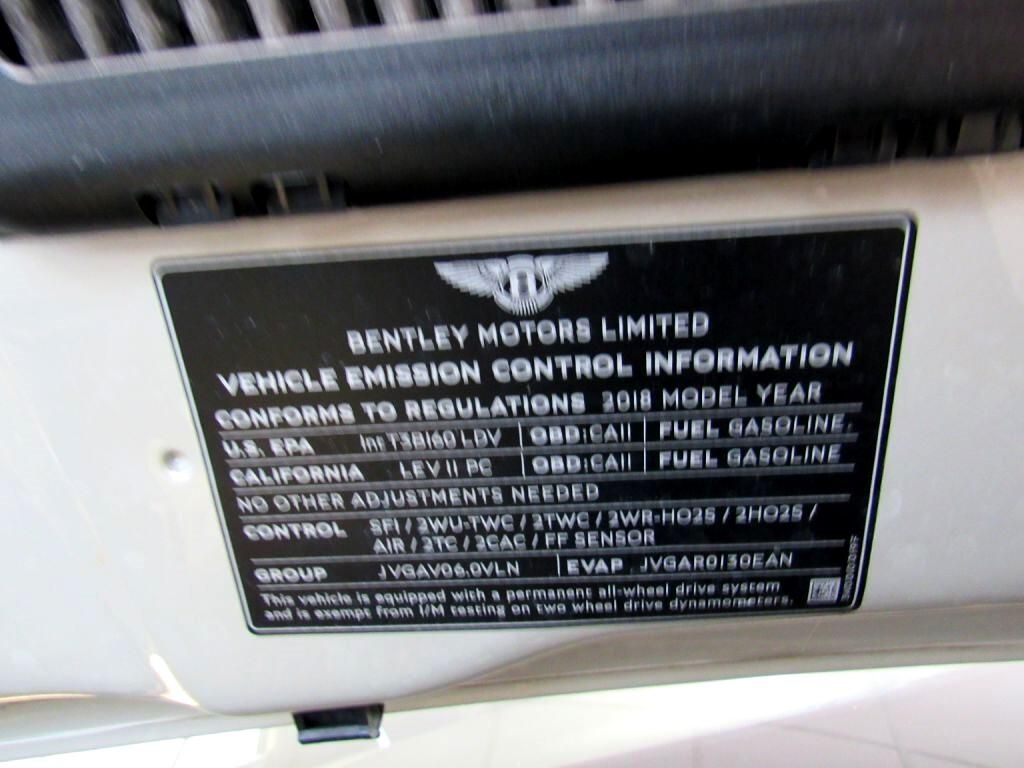 BENTLEY MOTORS LIMITED
VEHICLE EMISSION CONTROL INFORMATION
CONFORMS TO REGULATIONS 2018 MODEL YEAR
U.S. EPA Int T3B160 LDV OBD:CAII FUEL GASOLINE
CALIFORNIA LEV II PC OBD:CAII FUEL GASOLINE
NO OTHER ADJUSTMENTS NEEDED
CONTROL SFI / 2WU-TWC / 2TWC / 2WR-HO2S / 2HO2S /
AIR / 2TC / 2CAC / FF SENSOR
GROUP JVGAV06.0VLN EVAP JVGAR0130EAN
This vehicle is equipped with a permanent all-wheel drive system
and is exempt from I/M testing on two wheel drive dynamometers.